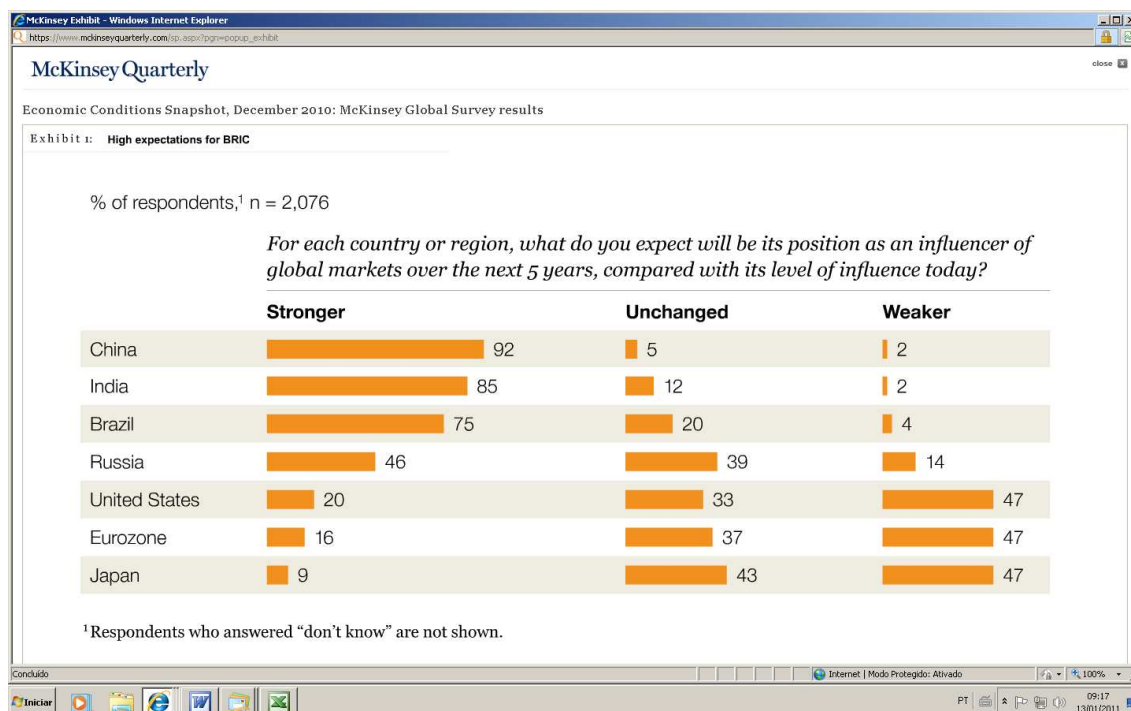 McKinsey Exhibit - Windows Internet Explorer
https://www.mckinseyquarterly.com/sp.aspx?pgn=popup_exhibit
McKinsey Quarterly
close
Economic Conditions Snapshot, December 2010: McKinsey Global Survey results
Exhibit 1: High expectations for BRIC
% of respondents,¹ n = 2,076
For each country or region, what do you expect will be its position as an influencer of
global markets over the next 5 years, compared with its level of influence today?
Stronger Unchanged Weaker
China 92 5 2
India 85 12 2
Brazil 75 20 4
Russia 46 39 14
United States 20 33 47
Eurozone 16 37 47
Japan 9 43 47
¹Respondents who answered “don’t know” are not shown.
Concluído Internet | Modo Protegido: Ativado 100%
Iniciar PT 09:17
13/01/2011